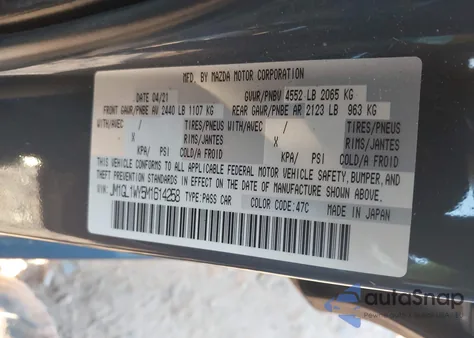 MFD. BY MAZDA MOTOR CORPORATION
DATE 04/21 GVWR/PNBV 4552 LB 2065 KG
FRONT GAWR/PNBE AV 2440 LB 1107 KG REAR GAWR/PNBE AR 2123 LB 963 KG
WITH/AVEC / TIRES/PNEUS WITH/AVEC / TIRES/PNEUS
X RIMS/JANTES X RIMS/JANTES
KPA/ PSI COLD/A FROID KPA/ PSI COLD/A FROID
THIS VEHICLE CONFORMS TO ALL APPLICABLE FEDERAL MOTOR VEHICLE SAFETY, BUMPER, AND
THEFT PREVENTION STANDARDS IN EFFECT ON THE DATE OF MANUFACTURE SHOWN ABOVE.
VIN: JM1GL1WY5M1614258 TYPE:PASS CAR COLOR CODE:47C MADE IN JAPAN
autoSnap